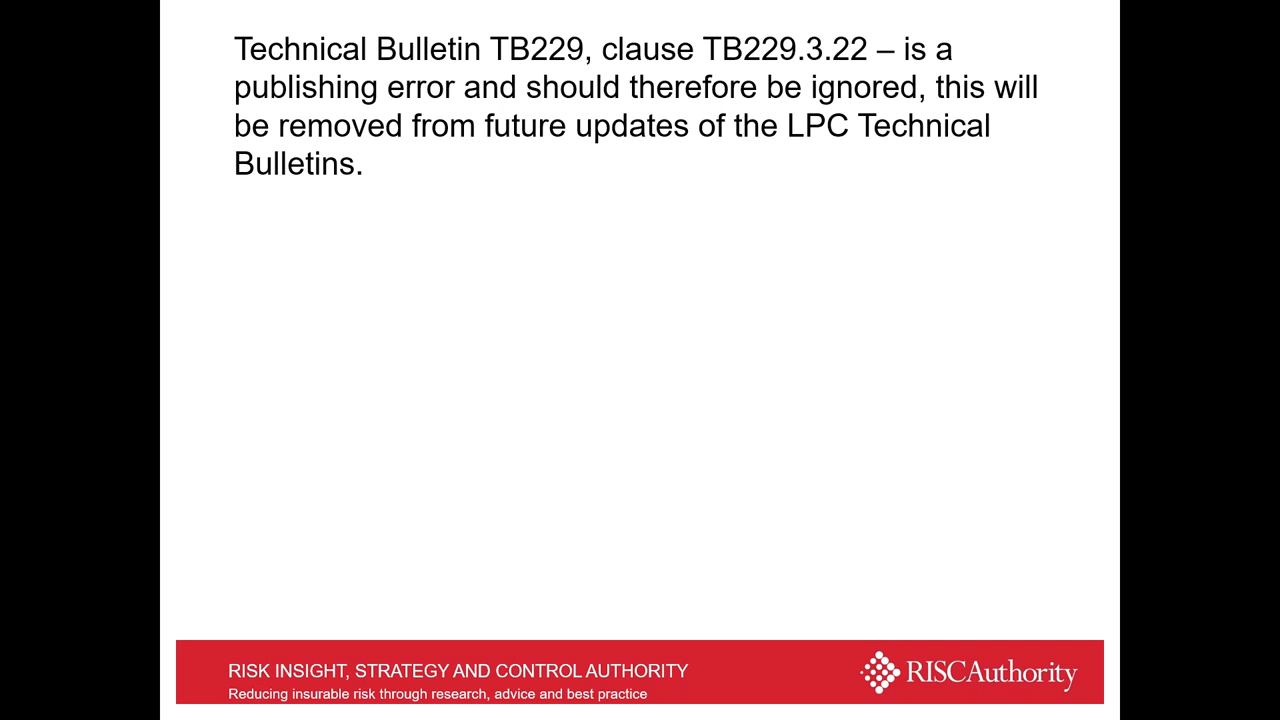 Technical Bulletin TB229, clause TB229.3.22 – is a
publishing error and should therefore be ignored, this will
be removed from future updates of the LPC Technical
Bulletins.
RISK INSIGHT, STRATEGY AND CONTROL AUTHORITY
Reducing insurable risk through research, advice and best practice
RISCAuthority